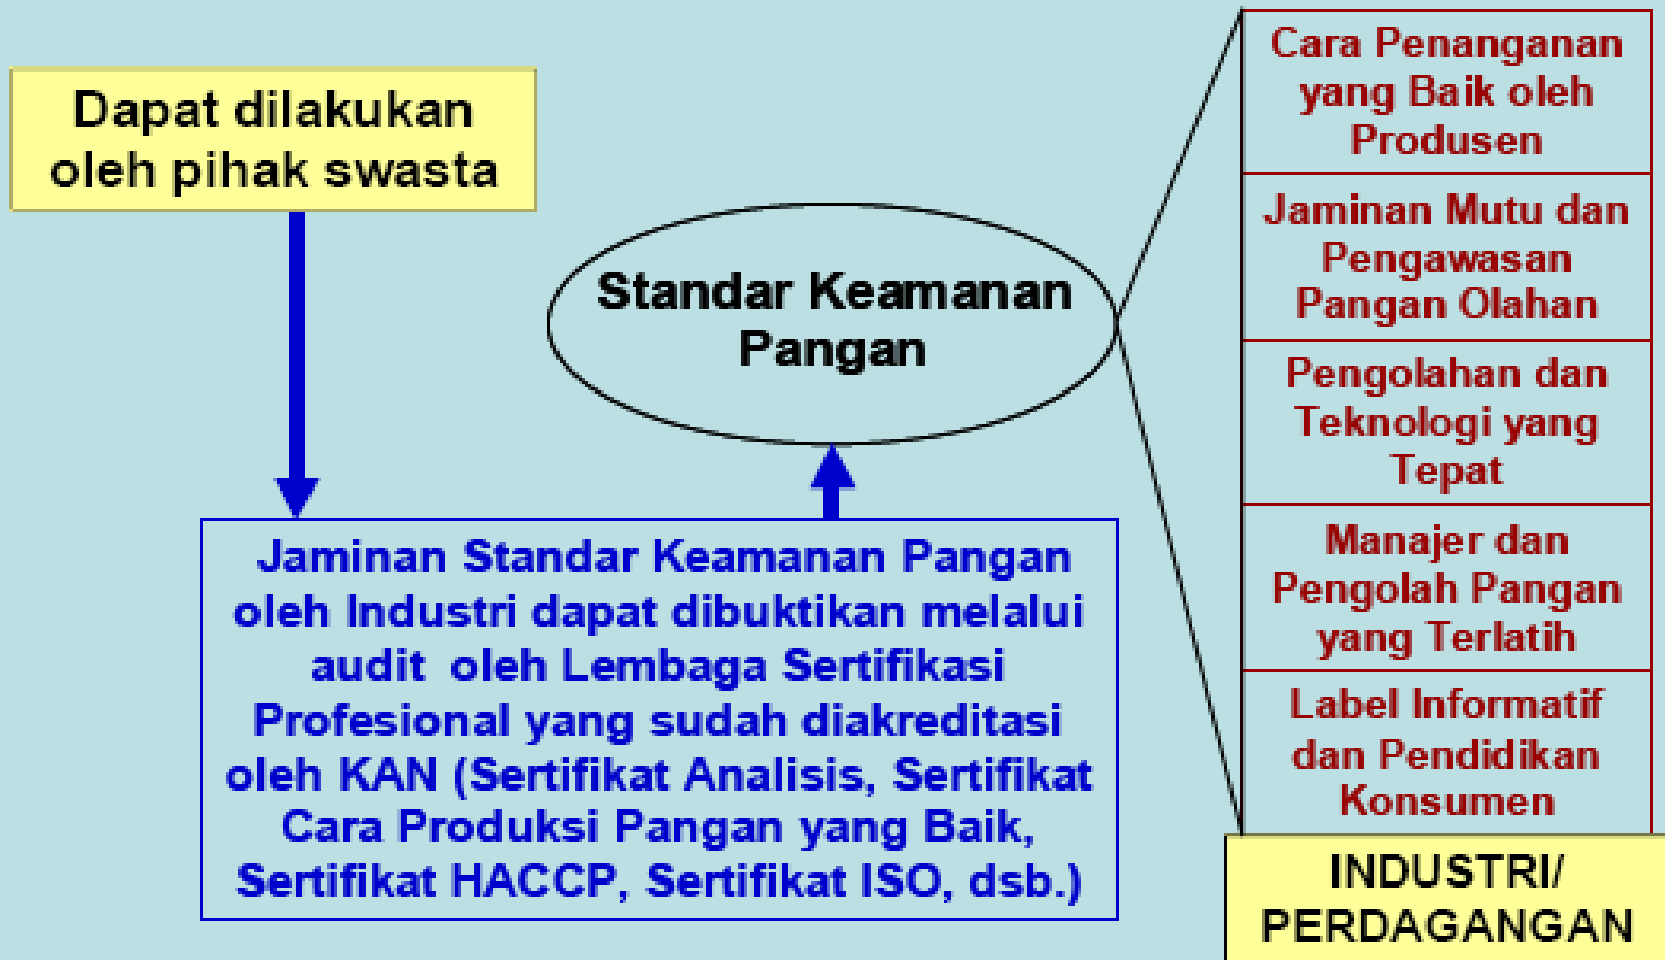 Dapat dilakukan
oleh pihak swasta
Standar Keamanan
Pangan
Jaminan Standar Keamanan Pangan
oleh Industri dapat dibuktikan melalui
audit oleh Lembaga Sertifikasi
Profesional yang sudah diakreditasi
oleh KAN (Sertifikat Analisis, Sertifikat
Cara Produksi Pangan yang Baik,
Sertifikat HACCP, Sertifikat ISO, dsb.)
Cara Penanganan
yang Baik oleh
Produsen
Jaminan Mutu dan
Pengawasan
Pangan Olahan
Pengolahan dan
Teknologi yang
Tepat
Manajer dan
Pengolah Pangan
yang Terlatih
Label Informatif
dan Pendidikan
Konsumen
INDUSTRI/
PERDAGANGAN